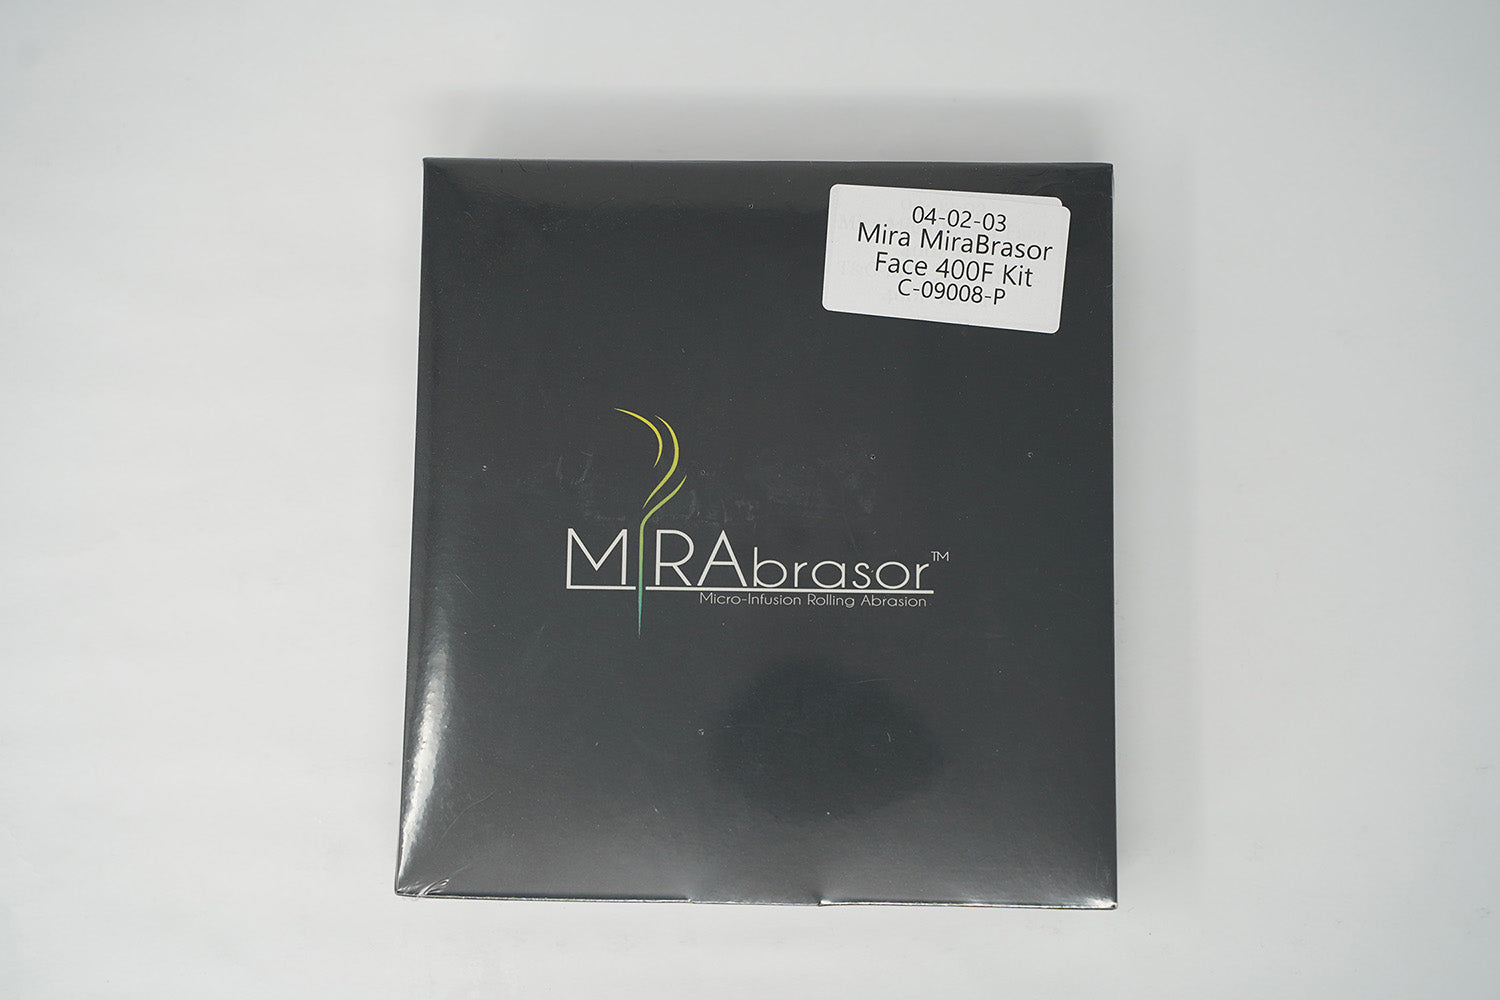 04-02-03
Mira MiraBrasor
Face 400F Kit
C-09008-P
MIRAbrasor™
Micro-Infusion Rolling Abrasion